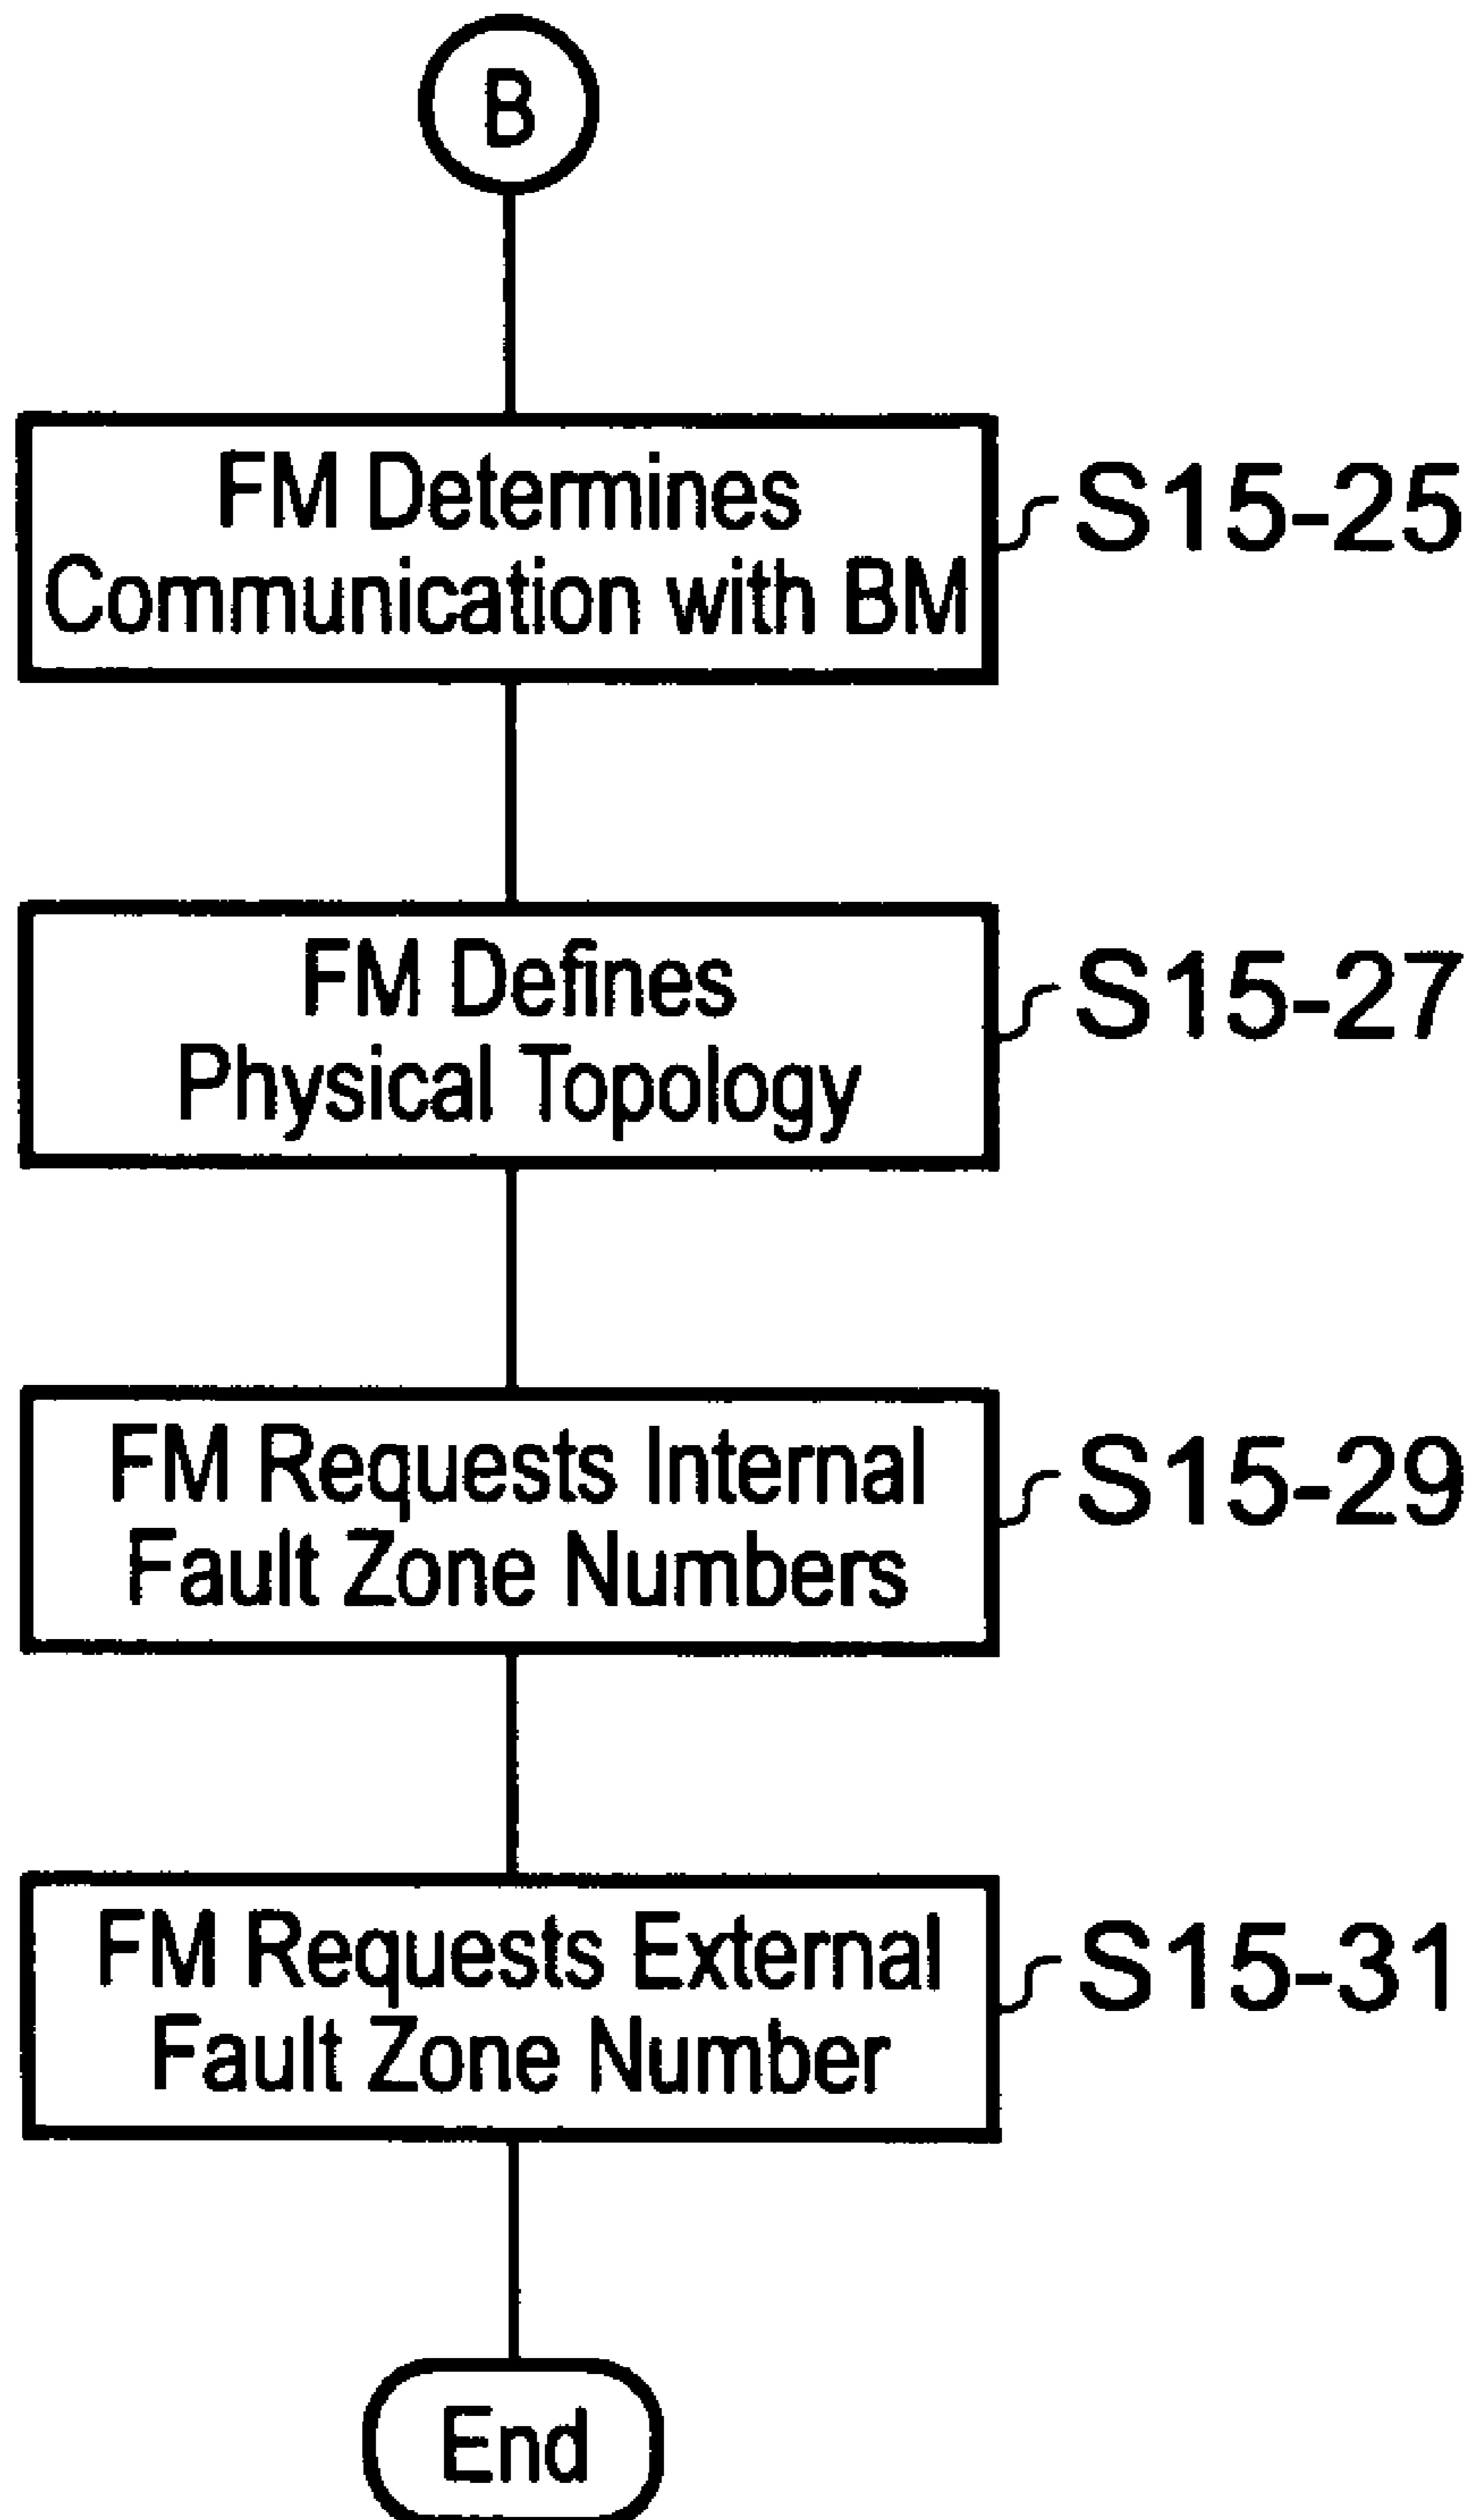 B
FM Determines
Communication with BM
S15-25
FM Defines
Physical Topology
S15-27
FM Requests Internal
Fault Zone Numbers
S15-29
FM Requests External
Fault Zone Number
S15-31
End